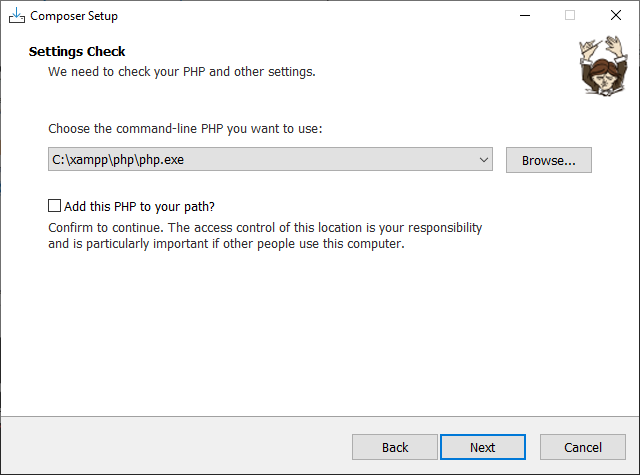 Composer Setup
Settings Check
We need to check your PHP and other settings.
Choose the command-line PHP you want to use:
C:\xampp\php\php.exe
Browse...
Add this PHP to your path?
Confirm to continue. The access control of this location is your responsibility
and is particularly important if other people use this computer.
Back
Next
Cancel